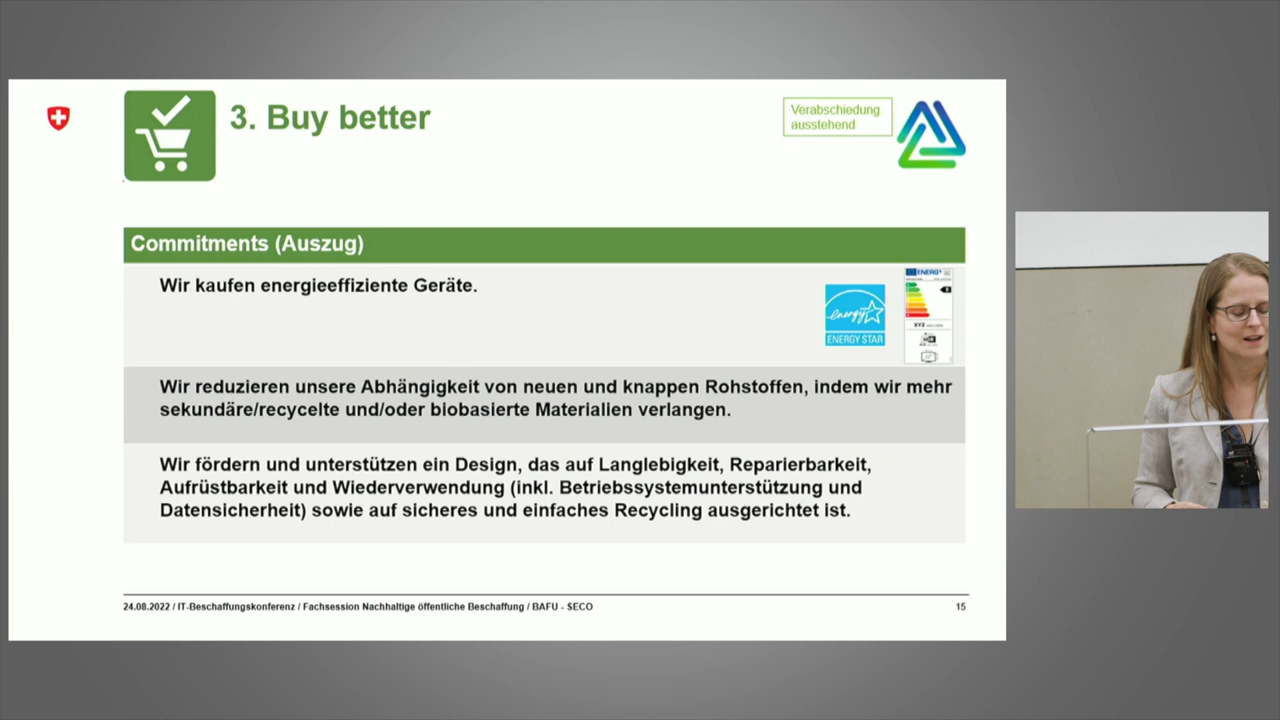 3. Buy better
Verabschiedung
ausstehend
Commitments (Auszug)
Wir kaufen energieeffiziente Geräte.
energy
ENERGY STAR
ENERG
XYZ
Wir reduzieren unsere Abhängigkeit von neuen und knappen Rohstoffen, indem wir mehr
sekundäre/recycelte und/oder biobasierte Materialien verlangen.
Wir fördern und unterstützen ein Design, das auf Langlebigkeit, Reparierbarkeit,
Aufrüstbarkeit und Wiederverwendung (inkl. Betriebssystemunterstützung und
Datensicherheit) sowie auf sicheres und einfaches Recycling ausgerichtet ist.
24.08.2022 / IT-Beschaffungskonferenz / Fachsession Nachhaltige öffentliche Beschaffung / BAFU - SECO
15